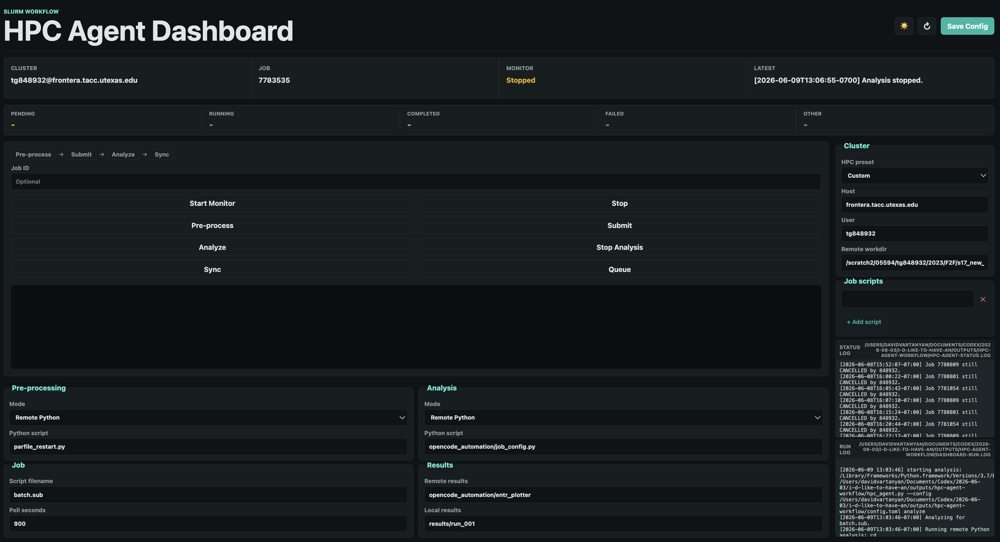 SLURM WORKFLOW
HPC Agent Dashboard
Save Config
CLUSTER
tg848932@frontera.tacc.utexas.edu
JOB
7783535
MONITOR
Stopped
LATEST
[2026-06-09T13:06:55-0700] Analysis stopped.
PENDING
-
RUNNING
-
COMPLETED
-
FAILED
-
OTHER
-
Pre-process → Submit → Analyze → Sync
Job ID
Optional
Start Monitor
Stop
Pre-process
Submit
Analyze
Stop Analysis
Sync
Queue
Pre-processing
Mode
Remote Python
Python script
parfile_restart.py
Analysis
Mode
Remote Python
Python script
opencode_automation/job_config.py
Job
Script filename
batch.sub
Poll seconds
900
Results
Remote results
opencode_automation/entr_plotter
Local results
results/run_001
Cluster
HPC preset
Custom
Host
frontera.tacc.utexas.edu
User
tg848932
Remote workdir
/scratch2/05594/tg848932/2023/F2F/s17_new_
Job scripts
+ Add script
STATUS
LOG
/USERS/DAVIDVARTANYAN/DOCUMENTS/CODEX/202
6-06-03/I-D-LIKE-TO-HAVE-AN/OUTPUTS/HPC-
AGENT-WORKFLOW/HPC-AGENT-STATUS.LOG
[2026-06-08T15:52:07-07:00] Job 7780809 still
CANCELLED by 848932.
[2026-06-08T16:00:22-07:00] Job 7780801 still
CANCELLED by 848932.
[2026-06-08T16:05:42-07:00] Job 7781054 still
CANCELLED by 848932.
[2026-06-08T16:07:10-07:00] Job 7780809 still
CANCELLED by 848932.
[2026-06-08T16:15:24-07:00] Job 7780801 still
CANCELLED by 848932.
[2026-06-08T16:20:44-07:00] Job 7781054 still
CANCELLED by 848932.
[2026-06-08T16:22:12-07:00] Job 7780809 still
RUN
LOG
/USERS/DAVIDVARTANYAN/DOCUMENTS/CODEX/2026-
06-03/I-D-LIKE-TO-HAVE-AN/OUTPUTS/HPC-AGENT-
WORKFLOW/DASHBOARD-RUN.LOG
[2026-06-09 13:03:46] starting analysis:
/Library/Frameworks/Python.framework/Versions/3.7/b
/Users/davidvartanyan/Documents/Codex/2026-06-
03/i-d-like-to-have-an/outputs/hpc-agent-
workflow/hpc_agent.py --config
/Users/davidvartanyan/Documents/Codex/2026-06-
03/i-d-like-to-have-an/outputs/hpc-agent-
workflow/config.toml analyze
[2026-06-09T13:03:46-07:00] Analyzing for
batch.sub.
[2026-06-09T13:03:46-07:00] Running remote Python
analysis: cd